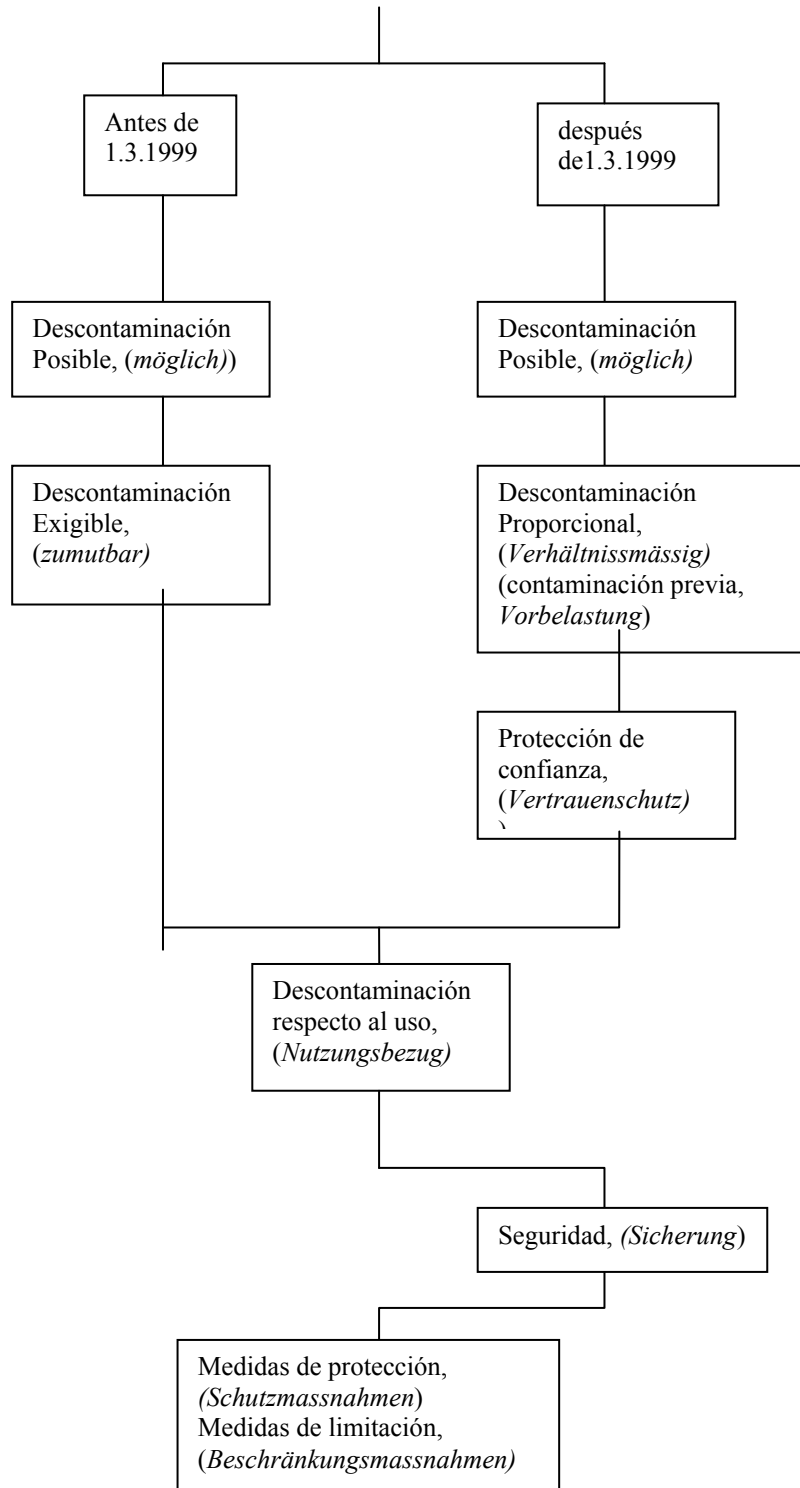 Antes de
1.3.1999
después
de1.3.1999
Descontaminación
Posible, (möglich))
Descontaminación
Posible, (möglich)
Descontaminación
Exigible,
(zumutbar)
Descontaminación
Proporcional,
(Verhältnissmässig)
(contaminación previa,
Vorbelastung)
Protección de
confianza,
(Vertrauenschutz)
)
Descontaminación
respecto al uso,
(Nutzungsbezug)
Seguridad, (Sicherung)
Medidas de protección,
(Schutzmassnahmen)
Medidas de limitación,
(Beschränkungsmassnahmen)